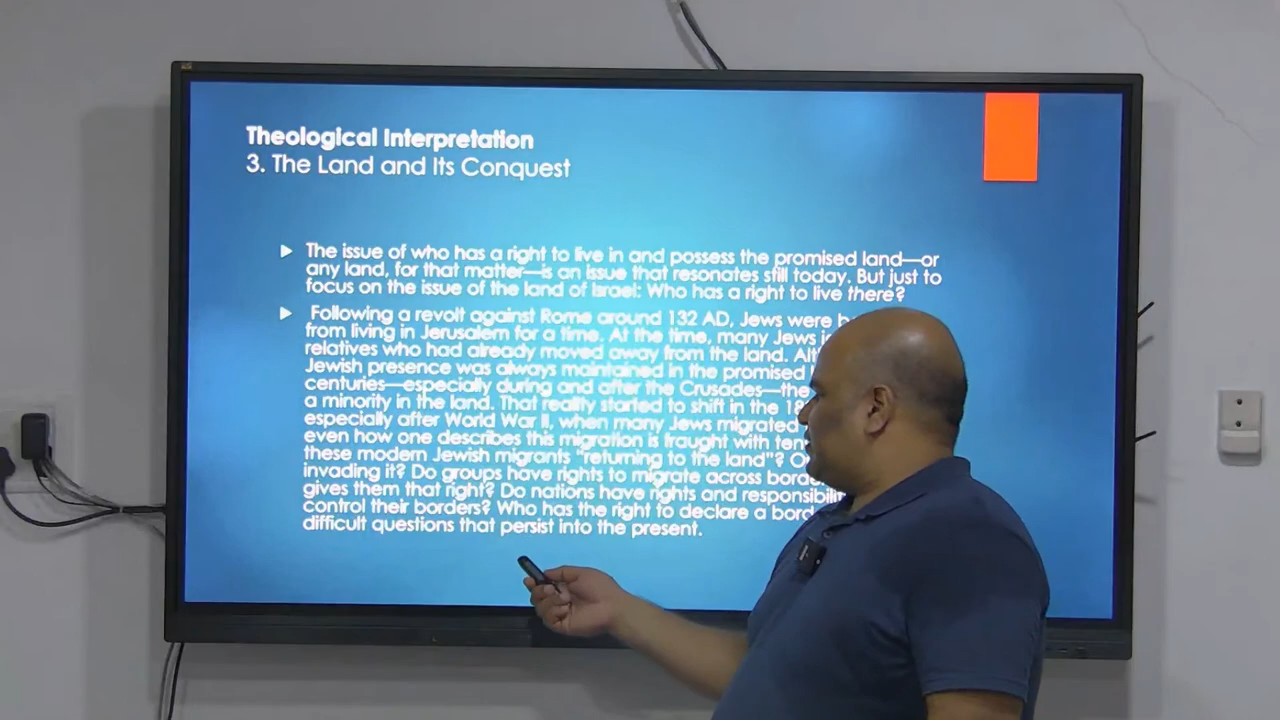 Theological Interpretation
3. The Land and Its Conquest
The issue of who has a right to live in and possess the promised land—or
any land, for that matter—is an issue that resonates still today. But just to
focus on the issue of the land of Israel: Who has a right to live there?
Following a revolt against Rome around 132 AD, Jews were
from living in Jerusalem for a time. At the time, many Jews
relatives who had already moved away from the land.
Jewish presence was always maintained in the promised
centuries—especially during and after the Crusades—the
a minority in the land. That reality started to shift in the
especially after World War II, when many Jews migrated
even how one describes this migration is fraught with
these modern Jewish migrants "returning to the land"?
invading it? Do groups have rights to migrate across
gives them that right? Do nations have rights and
control their borders? Who has the right to declare a
difficult questions that persist into the present.